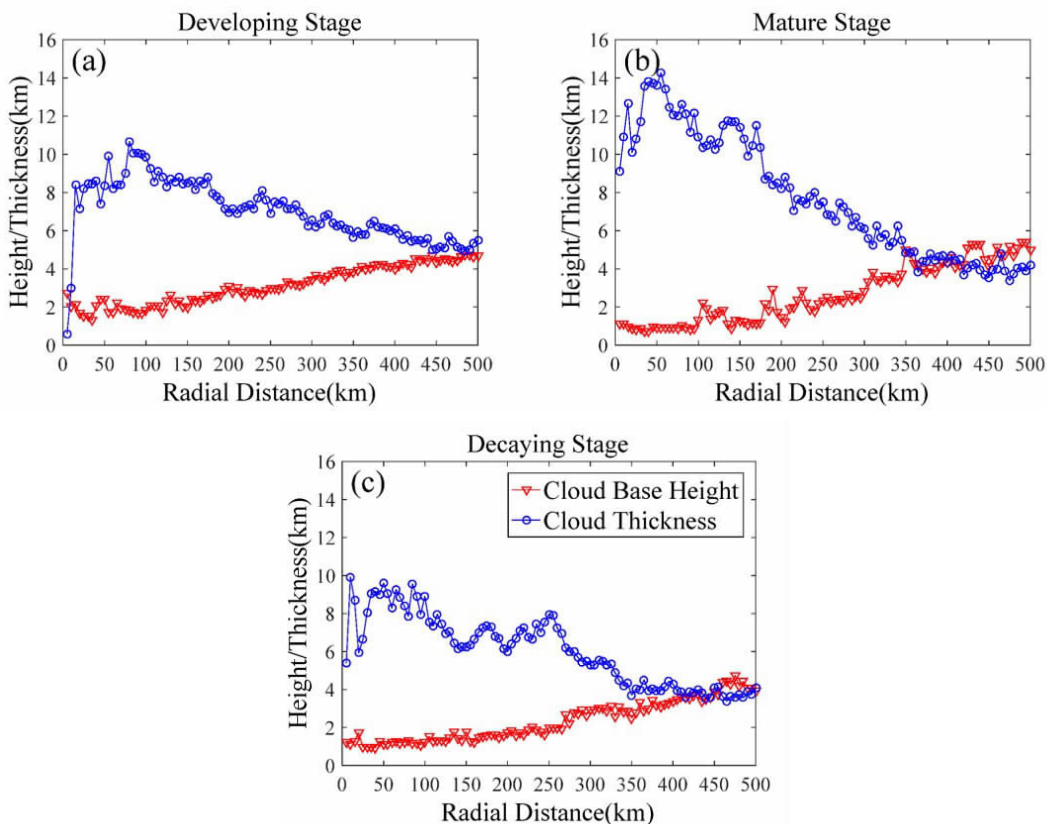 Developing Stage
(a)
16
14
12
10
8
6
4
2
0
Height/Thickness(km)
0 50 100 150 200 250 300 350 400 450 500
Radial Distance(km)
Mature Stage
(b)
16
14
12
10
8
6
4
2
0
Height/Thickness(km)
0 50 100 150 200 250 300 350 400 450 500
Radial Distance(km)
Decaying Stage
(c)
Cloud Base Height
Cloud Thickness
16
14
12
10
8
6
4
2
0
Height/Thickness(km)
0 50 100 150 200 250 300 350 400 450 500
Radial Distance(km)